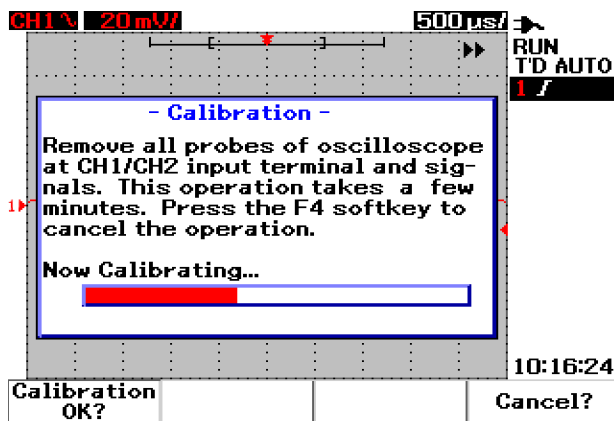 CH1 20 mV/ 500 µs/
RUN
T'D AUTO
1
- Calibration -
Remove all probes of oscilloscope
at CH1/CH2 input terminal and sig-
nals. This operation takes a few
minutes. Press the F4 softkey to
cancel the operation.
Now Calibrating...
1
10:16:24
Calibration
OK?
Cancel?